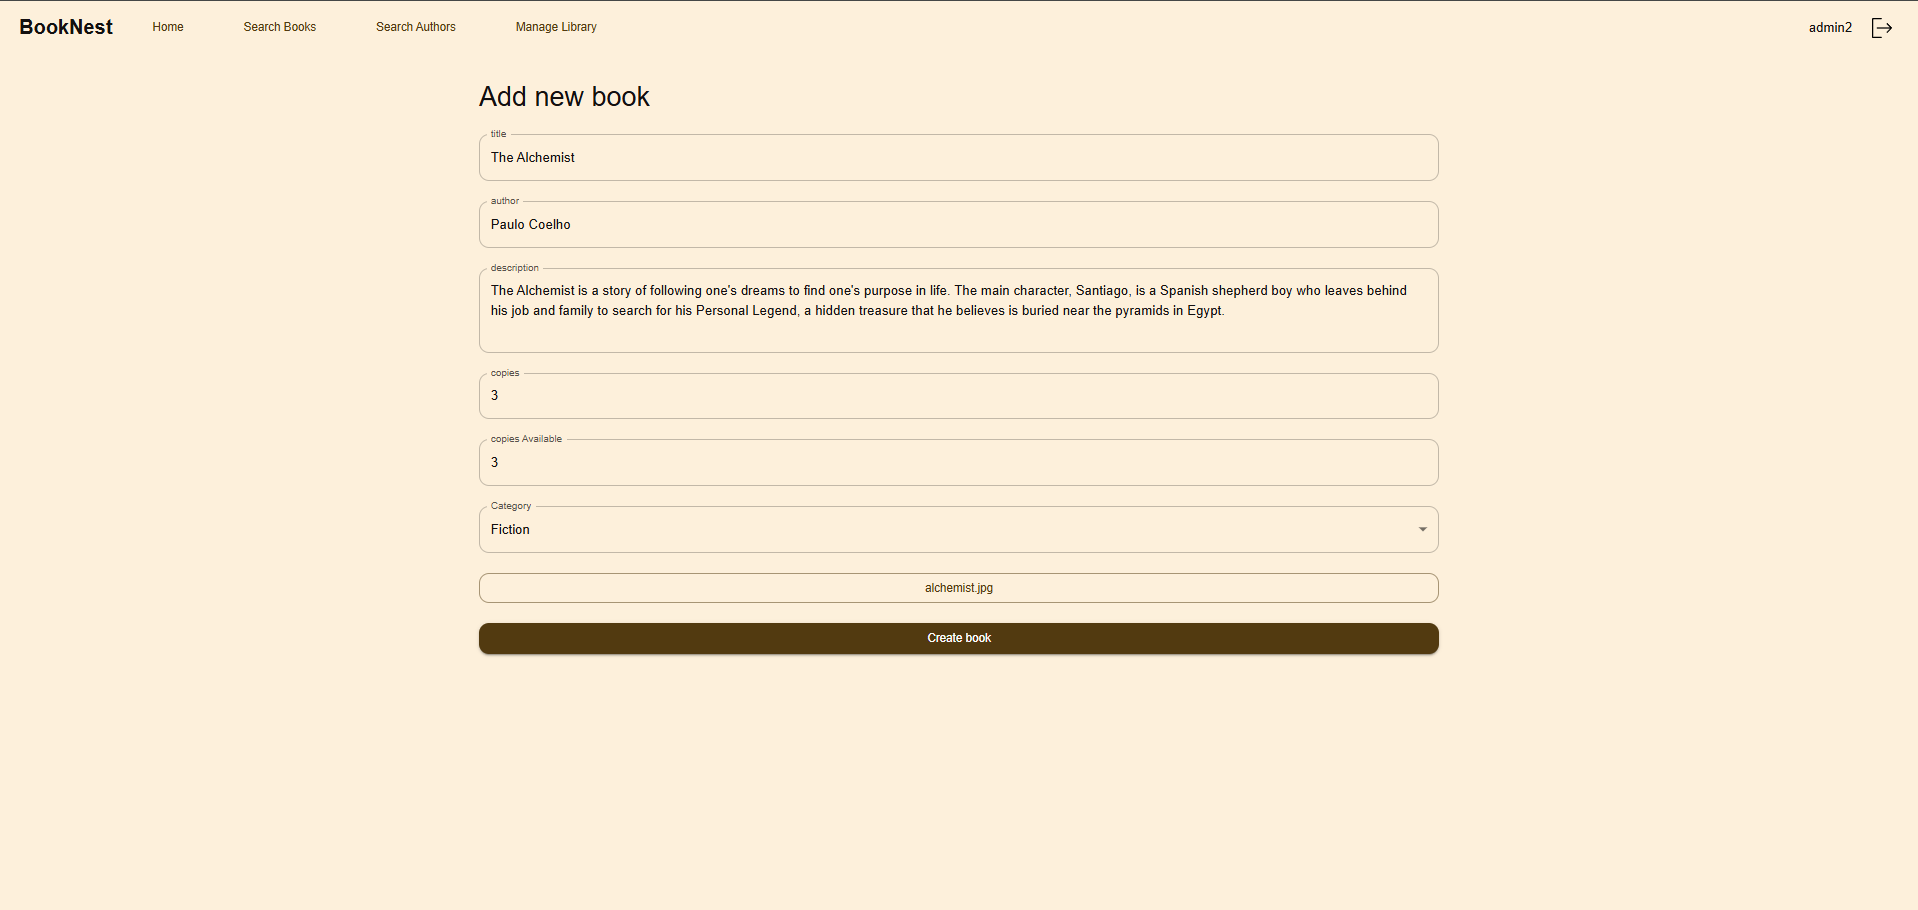 BookNest
Home
Search Books
Search Authors
Manage Library
admin2
Add new book
title
The Alchemist
author
Paulo Coelho
description
The Alchemist is a story of following one's dreams to find one's purpose in life. The main character, Santiago, is a Spanish shepherd boy who leaves behind
his job and family to search for his Personal Legend, a hidden treasure that he believes is buried near the pyramids in Egypt.
copies
3
copies Available
3
Category
Fiction
alchemist.jpg
Create book